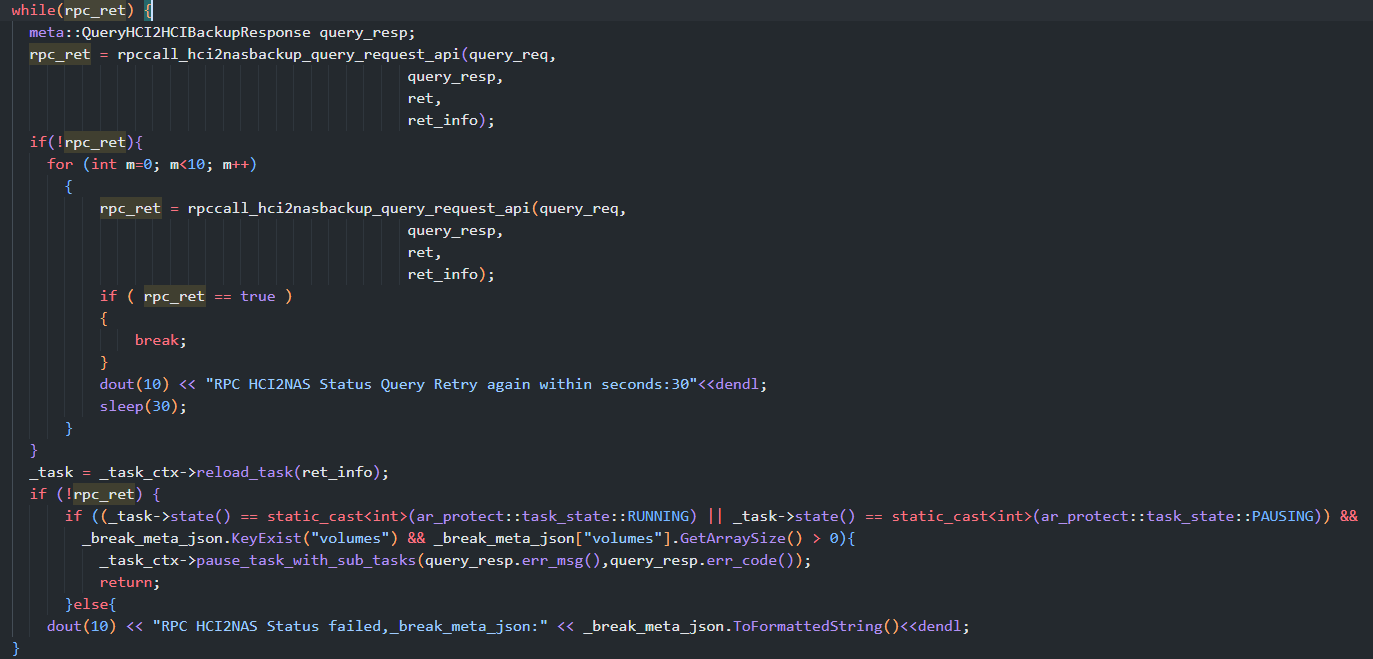 while(rpc_ret) {
meta::QueryHCI2HCIBackupResponse query_resp;
rpc_ret = rpccall_hci2nasbackup_query_request_api(query_req,
query_resp,
ret,
ret_info);
if(!rpc_ret){
for (int m=0; m<10; m++)
{
rpc_ret = rpccall_hci2nasbackup_query_request_api(query_req,
query_resp,
ret,
ret_info);
if ( rpc_ret == true )
{
break;
}
dout(10) << "RPC HCI2NAS Status Query Retry again within seconds:30"<<dendl;
sleep(30);
}
}
_task = _task_ctx->reload_task(ret_info);
if (!rpc_ret) {
if ((_task->state() == static_cast<int>(ar_protect::task_state::RUNNING) || _task->state() == static_cast<int>(ar_protect::task_state::PAUSING)) &&
_break_meta_json.KeyExist("volumes") && _break_meta_json["volumes"].GetArraySize() > 0){
_task_ctx->pause_task_with_sub_tasks(query_resp.err_msg(),query_resp.err_code());
return;
}else{
dout(10) << "RPC HCI2NAS Status failed,_break_meta_json:" << _break_meta_json.ToFormattedString()<<dendl;
}